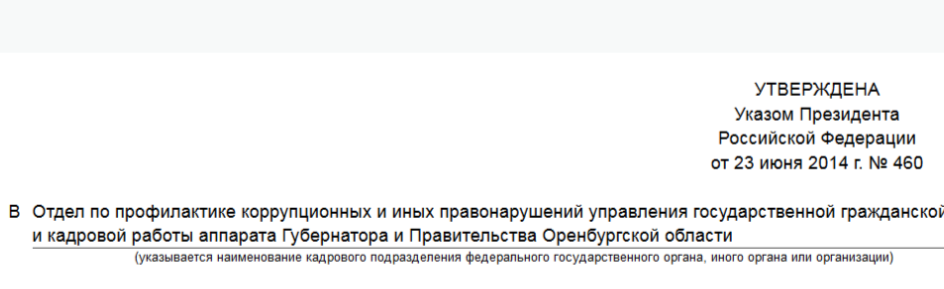 УТВЕРЖДЕНА
Указом Президента
Российской Федерации
от 23 июня 2014 г. № 460
В Отдел по профилактике коррупционных и иных правонарушений управления государственной гражданской
и кадровой работы аппарата Губернатора и Правительства Оренбургской области
(указывается наименование кадрового подразделения федерального государственного органа, иного органа или организации)